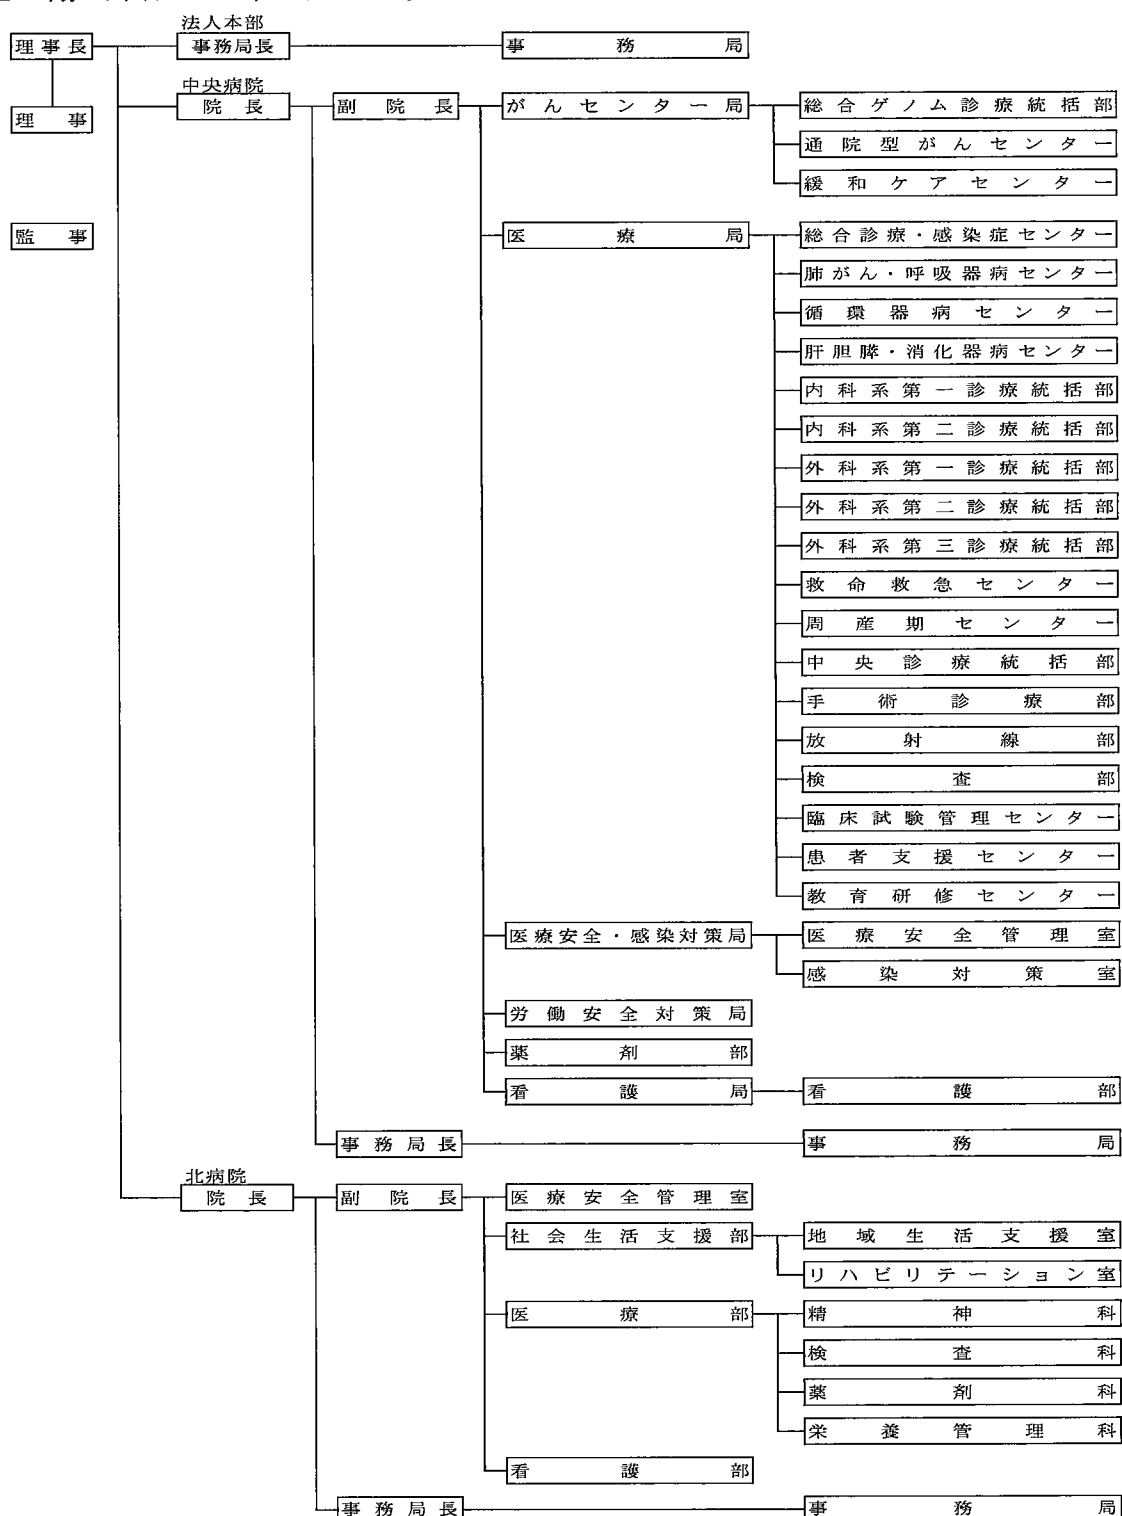 法人本部
理事長 事務局長 事務局
中央病院
院長 副院長 がんセンター局 総合ゲノム診療統括部
理事
通院型がんセンター
緩和ケアセンター
監事 医療局 総合診療・感染症センター
肺がん・呼吸器病センター
循環器病センター
肝胆膵・消化器病センター
内科系第一診療統括部
内科系第二診療統括部
外科系第一診療統括部
外科系第二診療統括部
外科系第三診療統括部
救命救急センター
周産期センター
中央診療統括部
手術診療部
放射線部
検査部
臨床試験管理センター
患者支援センター
教育研修センター
医療安全・感染対策局 医療安全管理室
感染対策室
労働安全対策局
薬剤部
看護局 看護部
事務局長 事務局
北病院
院長 副院長 医療安全管理室
社会生活支援部 地域生活支援室
リハビリテーション室
医療部 精神科
検査科
薬剤科
栄養管理科
看護部
事務局長 事務局